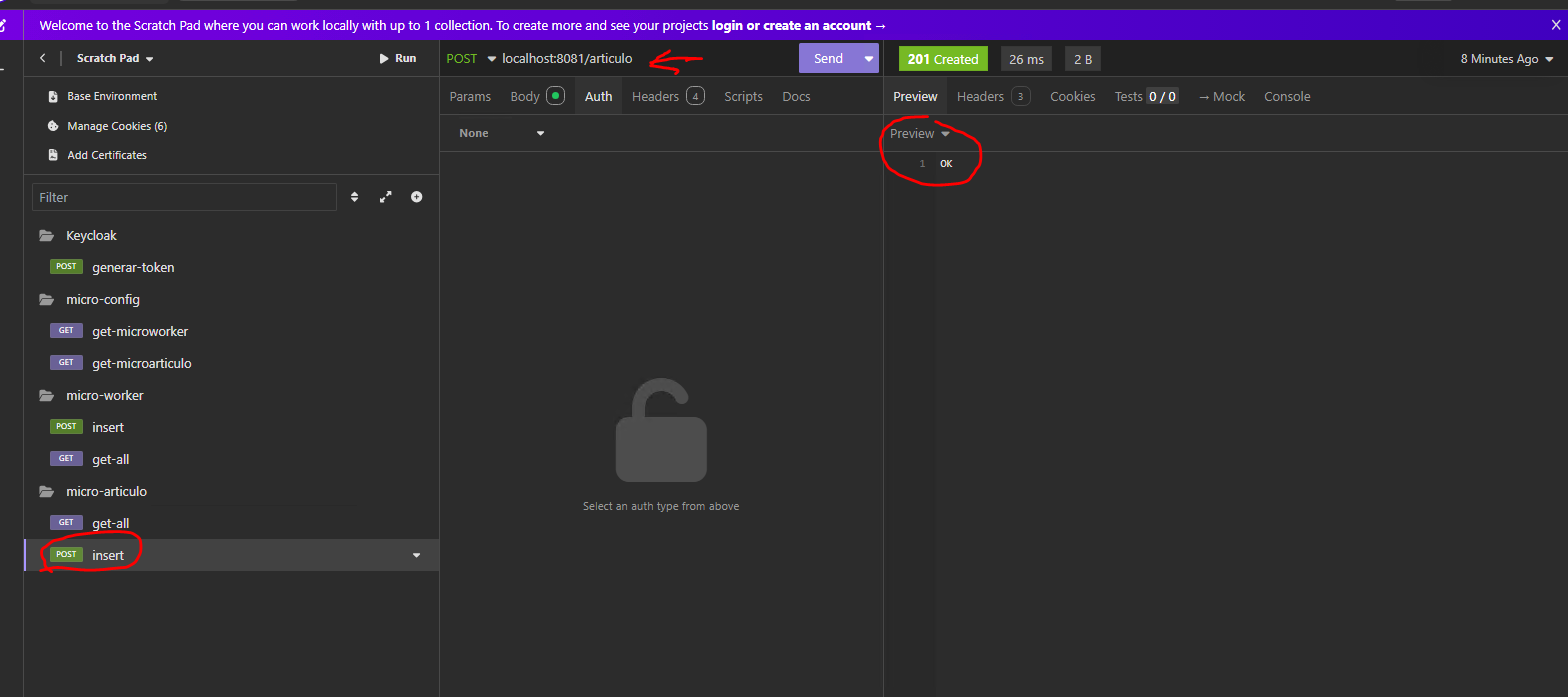 Welcome to the Scratch Pad where you can work locally with up to 1 collection. To create more and see your projects login or create an account →
Scratch Pad
Run
Base Environment
Manage Cookies (6)
Add Certificates
Filter
Keycloak
POST generar-token
micro-config
GET get-microworker
GET get-microarticulo
micro-worker
POST insert
GET get-all
micro-articulo
GET get-all
POST insert
POST localhost:8081/articulo
Send
Params Body Auth Headers 4 Scripts Docs
None
Select an auth type from above
201 Created 26 ms 2 B
8 Minutes Ago
Preview Headers 3 Cookies Tests 0 / 0 → Mock Console
Preview
1 OK